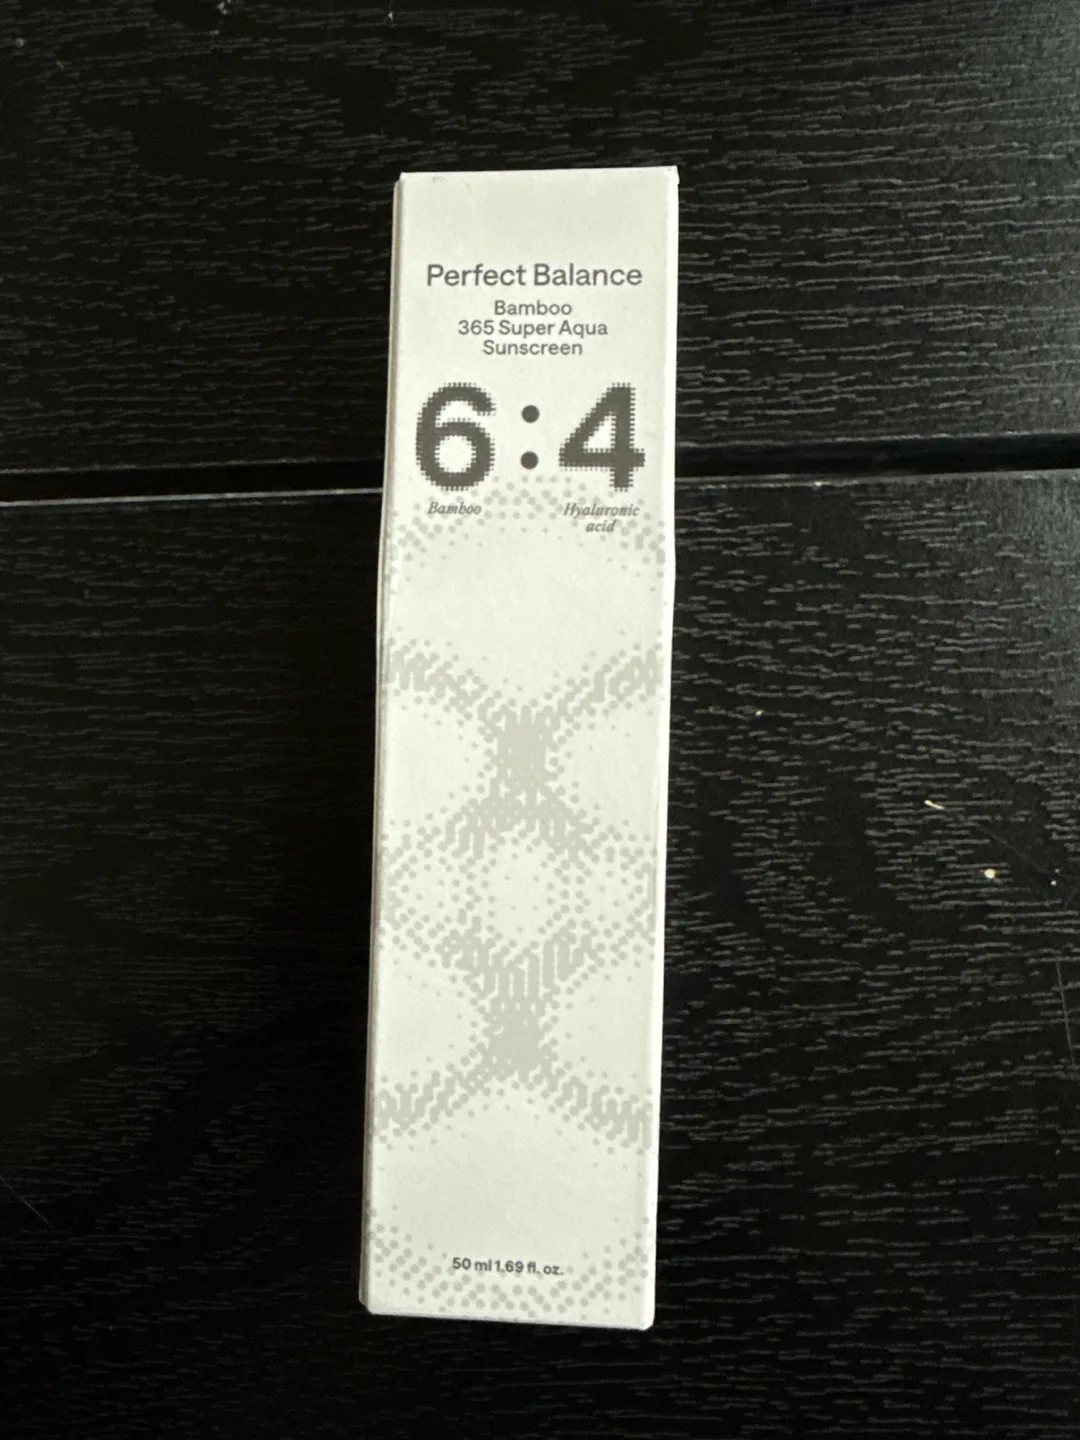 Perfect Balance
Bamboo
365 Super Aqua
Sunscreen
6:4
Bamboo Hyaluronic
acid
50 ml 1.69 fl. oz.